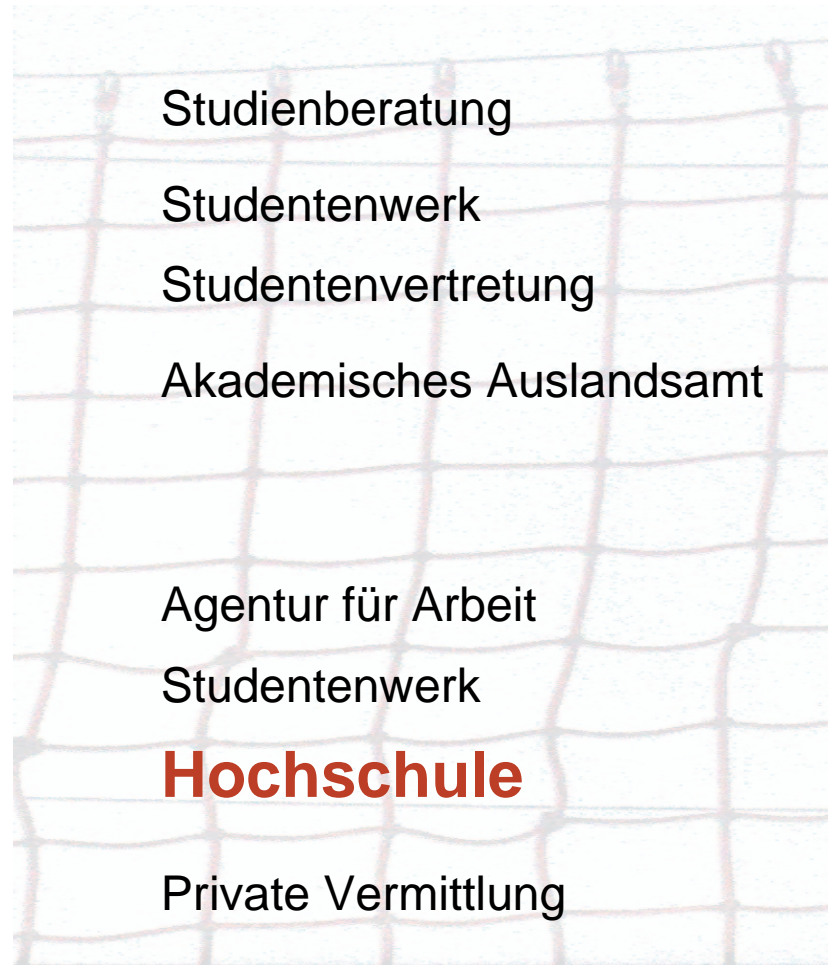 Studienberatung
Studentenwerk
Studentenvertretung
Akademisches Auslandsamt
Agentur für Arbeit
Studentenwerk
Hochschule
Private Vermittlung